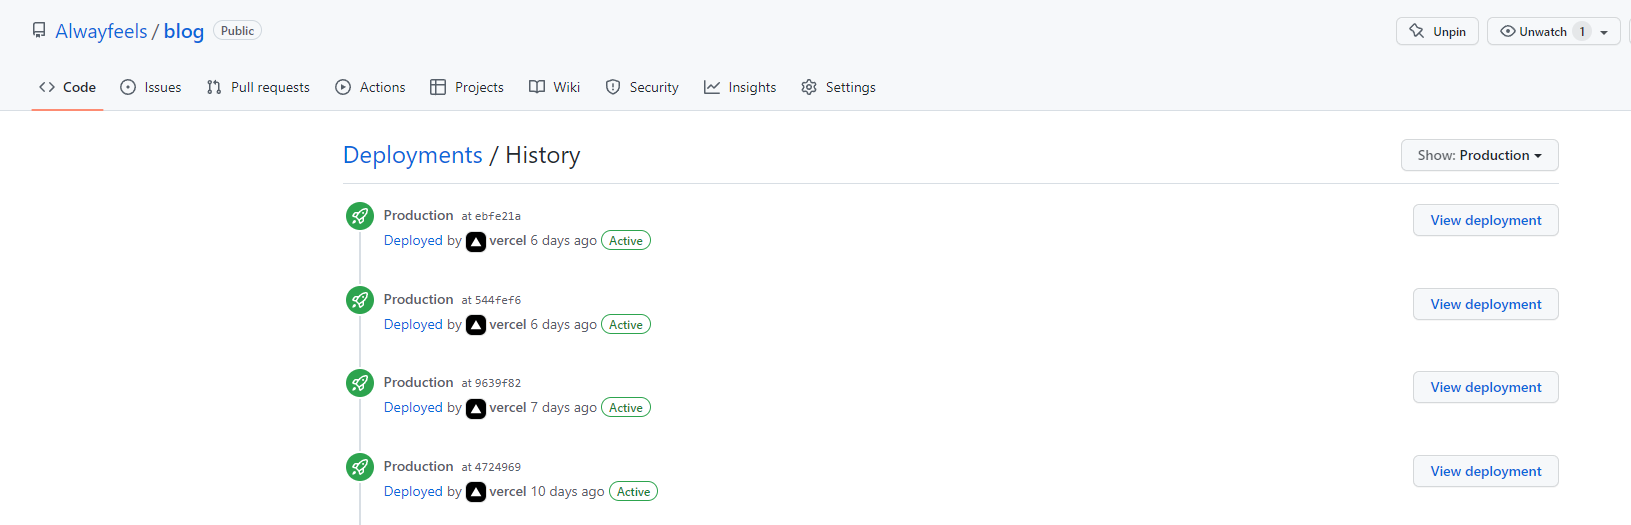 Alwayfeels / blog Public Unpin Unwatch 1
Code Issues Pull requests Actions Projects Wiki Security Insights Settings
Deployments / History Show: Production
Production at ebfe21a View deployment
Deployed by vercel 6 days ago Active
Production at 544fef6 View deployment
Deployed by vercel 6 days ago Active
Production at 9639f82 View deployment
Deployed by vercel 7 days ago Active
Production at 4724969 View deployment
Deployed by vercel 10 days ago Active